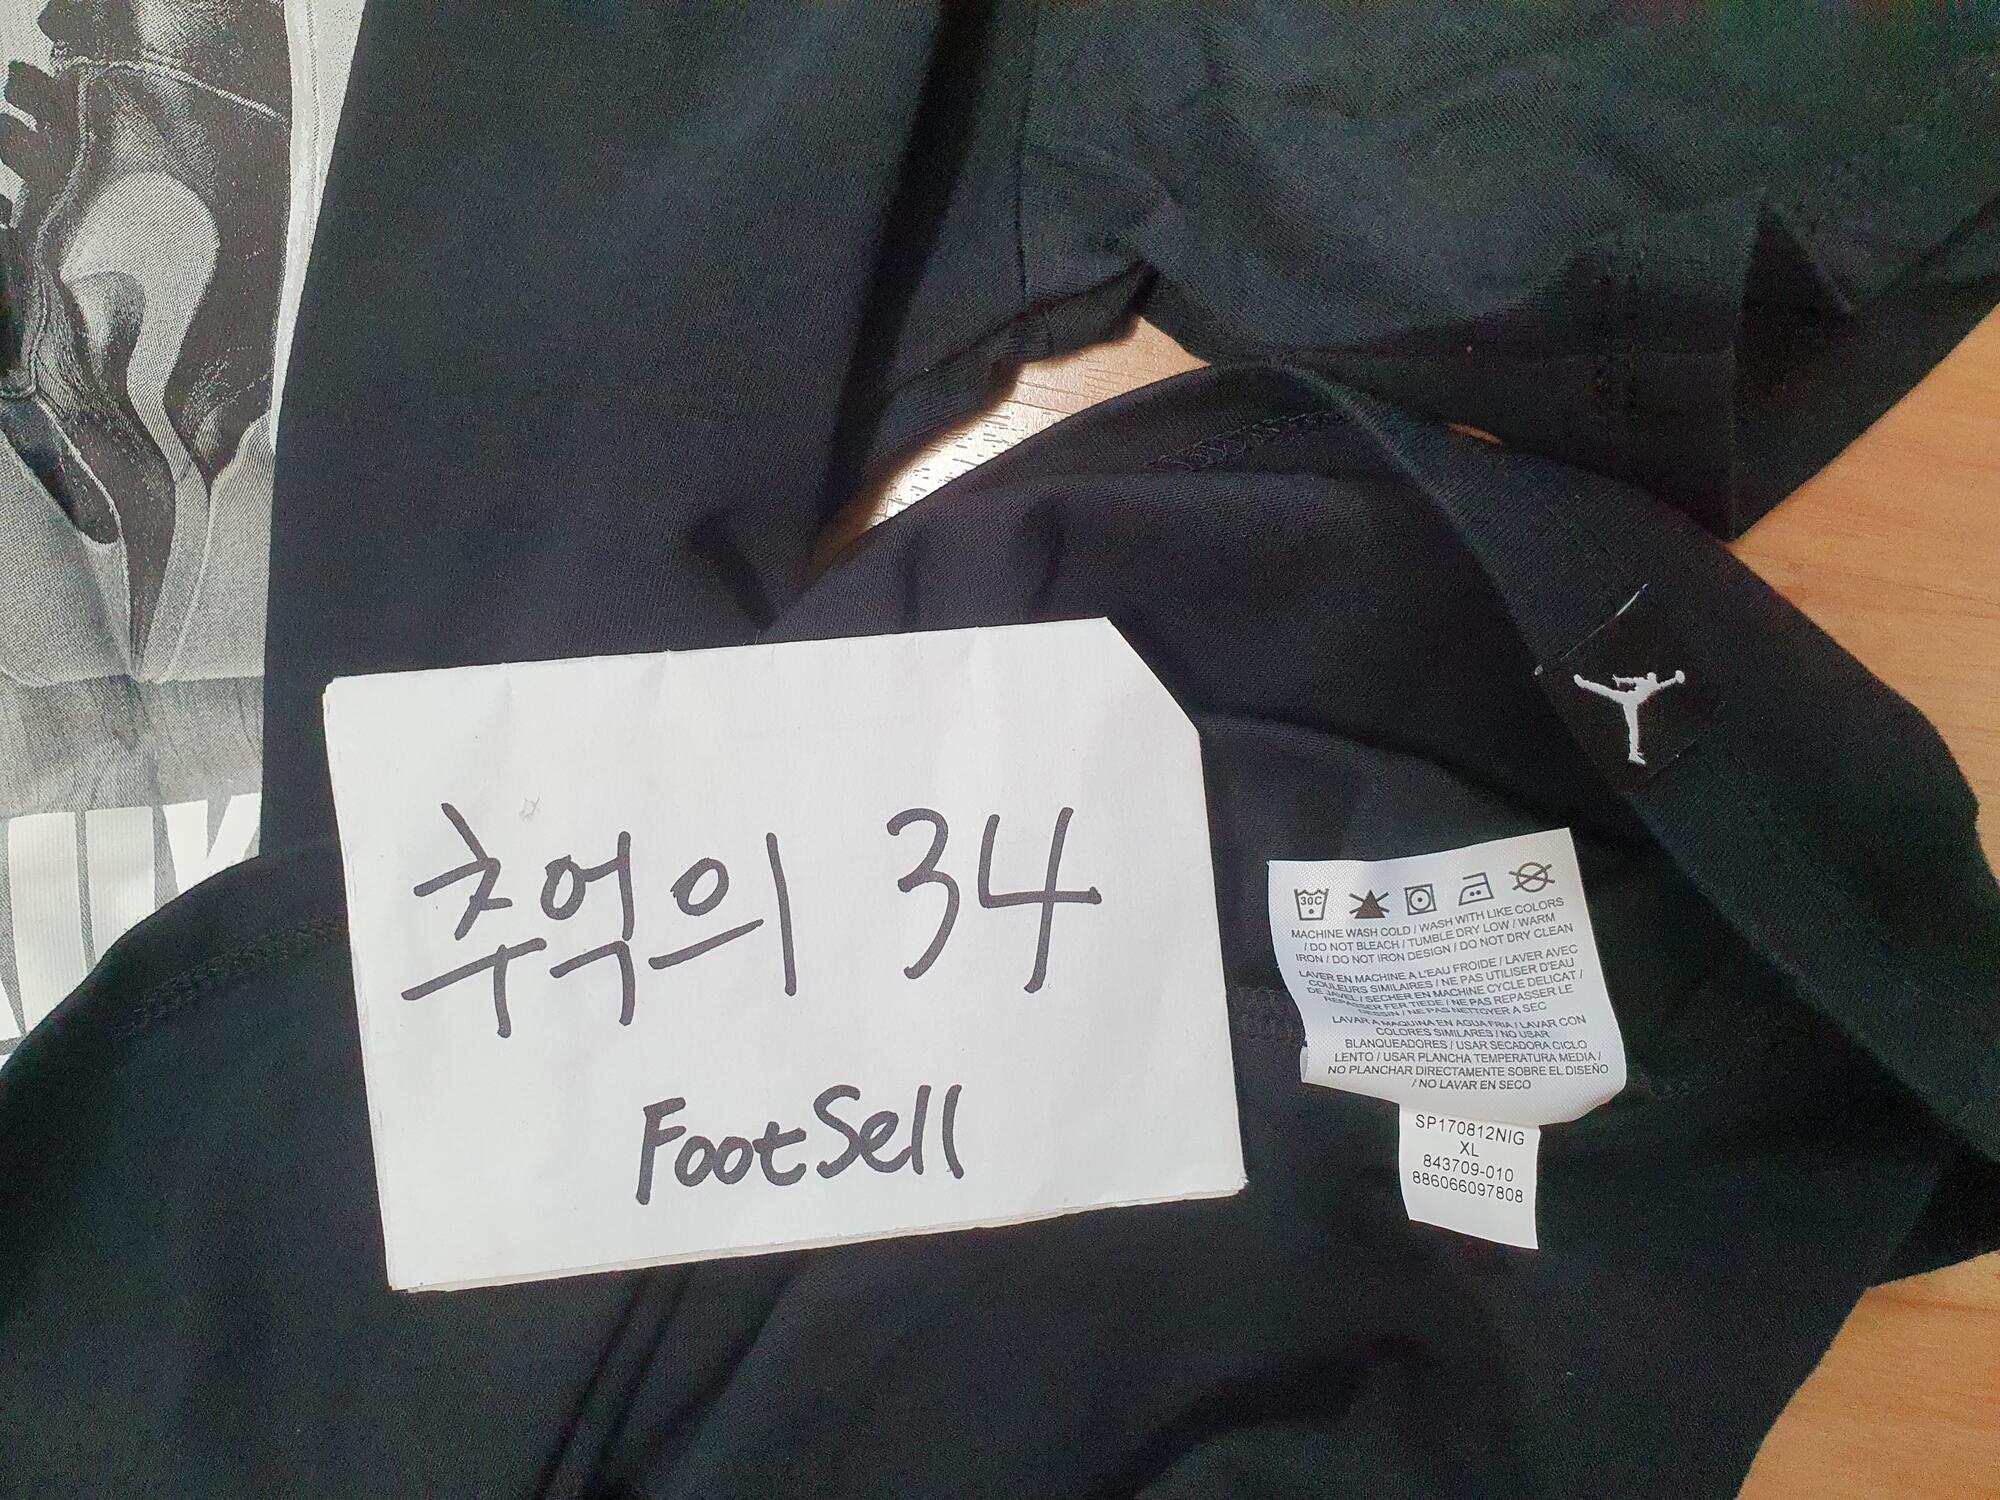 추억의 34
FootSell
30C
MACHINE WASH COLD / WASH WITH LIKE COLORS
/ DO NOT BLEACH / TUMBLE DRY LOW / WARM
IRON / DO NOT IRON DESIGN / DO NOT DRY CLEAN
LAVER EN MACHINE A L'EAU FROIDE / LAVER AVEC
COULEURS SIMILAIRES / NE PAS UTILISER D'EAU
DE JAVEL / SECHER EN MACHINE CYCLE DELICAT /
REPASSER FER TIEDE / NE PAS REPASSER LE
DESSIN / NE PAS NETTOYER A SEC
LAVAR A MAQUINA EN AGUA FRIA / LAVAR CON
COLORES SIMILARES / NO USAR
BLANQUEADORES / USAR SECADORA CICLO
LENTO / USAR PLANCHA TEMPERATURA MEDIA /
NO PLANCHAR DIRECTAMENTE SOBRE EL DISEÑO
/ NO LAVAR EN SECO
SP170812NIG
XL
843709-010
886066097808